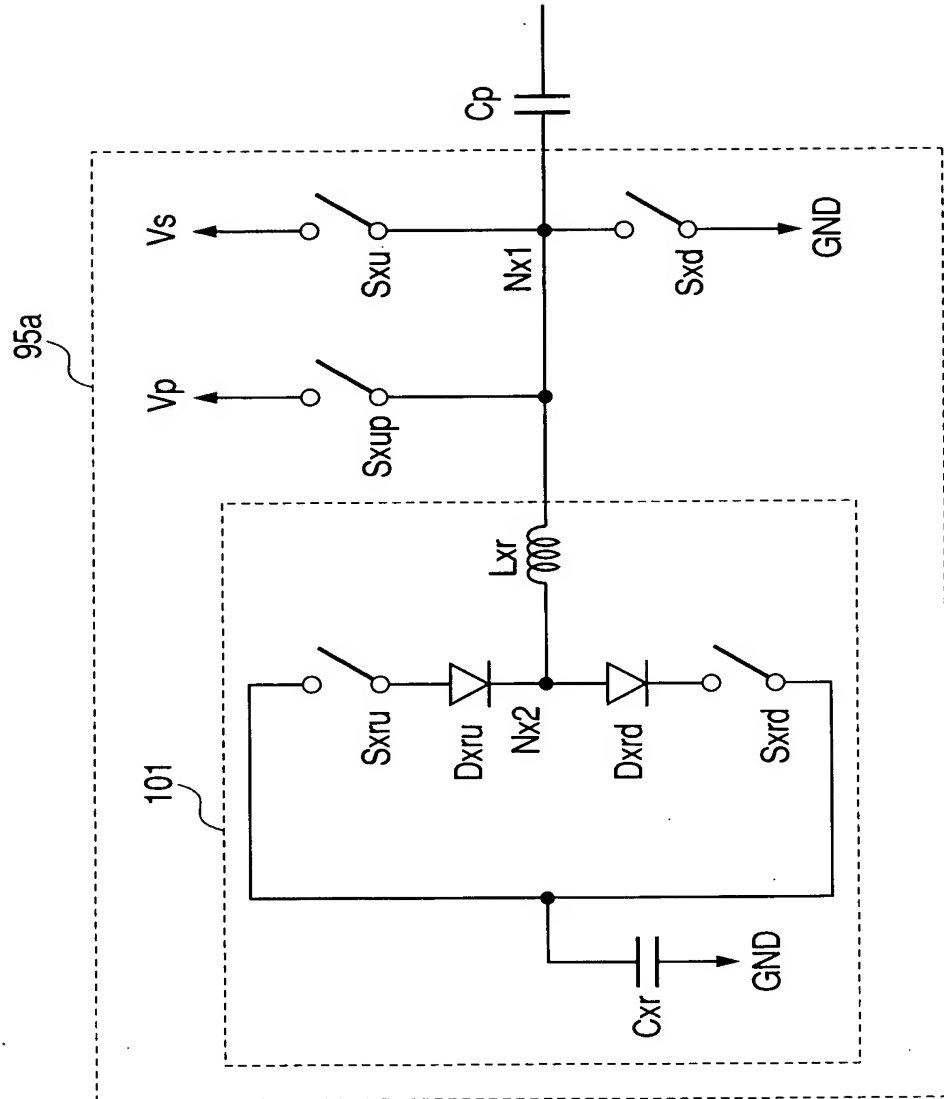 95a
Vp
Vs
Sxup
Sxu
Nx1
Cp
Sxd
GND
101
Lxr
Sxru
Dxru
Nx2
Dxrd
Sxrd
Cxr
GND